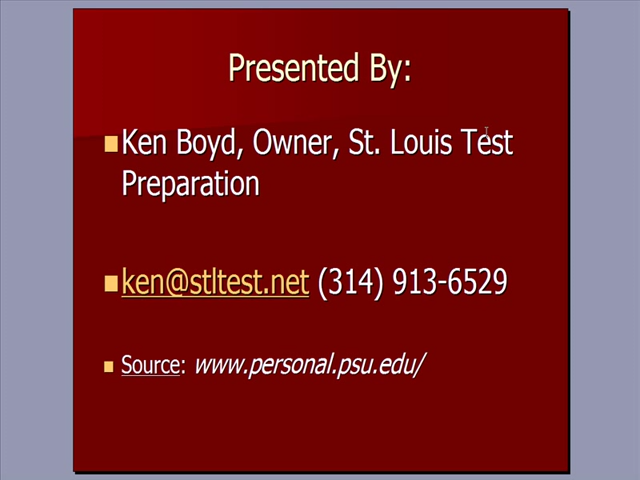 Presented By:
Ken Boyd, Owner, St. Louis Test
Preparation
ken@stltest.net (314) 913-6529
Source: www.personal.psu.edu/